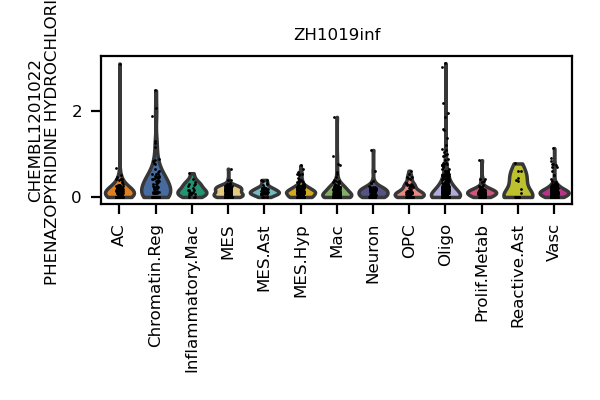 ZH1019inf
CHEMBL1201022
PHENAZOPYRIDINE HYDROCHLORI
2
0
AC
Chromatin.Reg
Inflammatory.Mac
MES
MES.Ast
MES.Hyp
Mac
Neuron
OPC
Oligo
Prolif.Metab
Reactive.Ast
Vasc